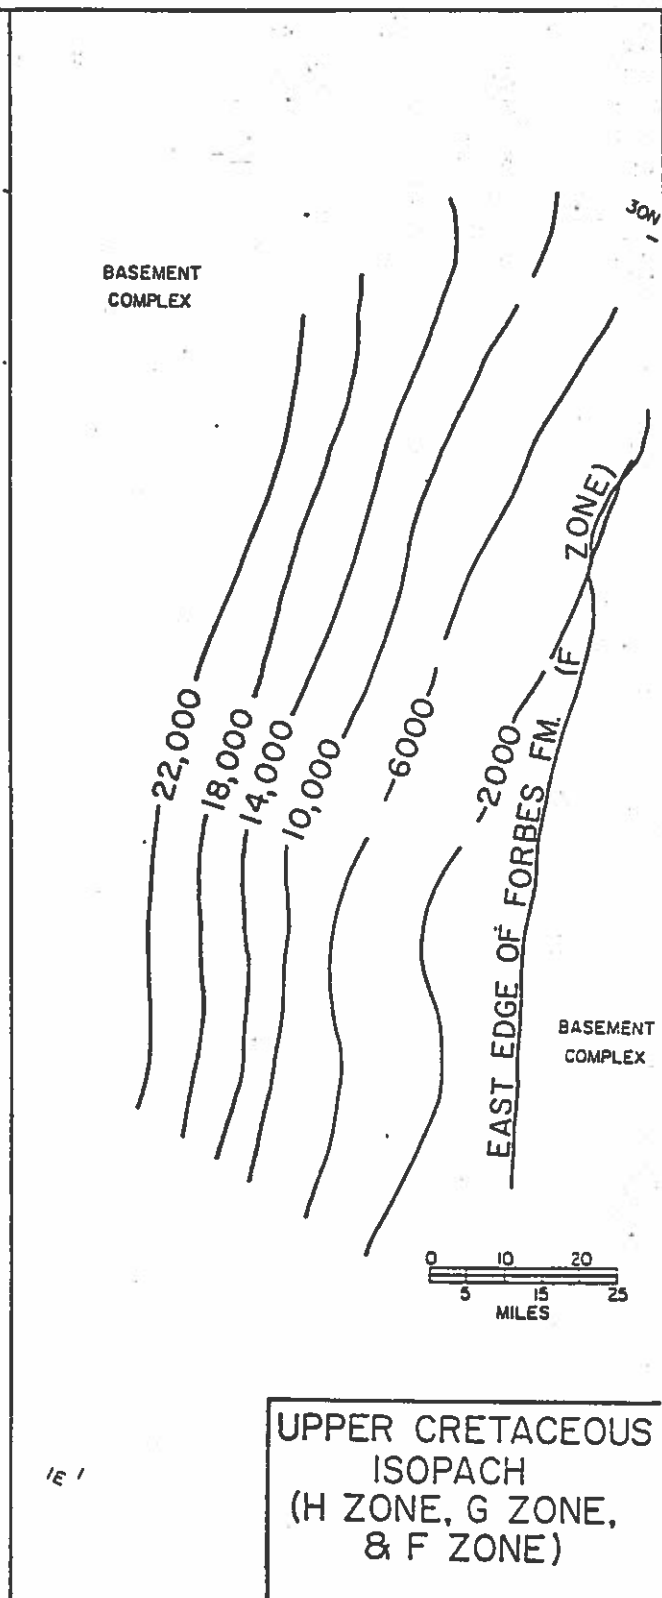 30N
BASEMENT
COMPLEX
22,000
18,000
14,000
10,000
-6000-
-2000-
EAST EDGE OF FORBES FM. (F ZONE)
BASEMENT
COMPLEX
0 10 20
5 15 25
MILES
UPPER CRETACEOUS
ISOPACH
(H ZONE, G ZONE,
& F ZONE)
1E